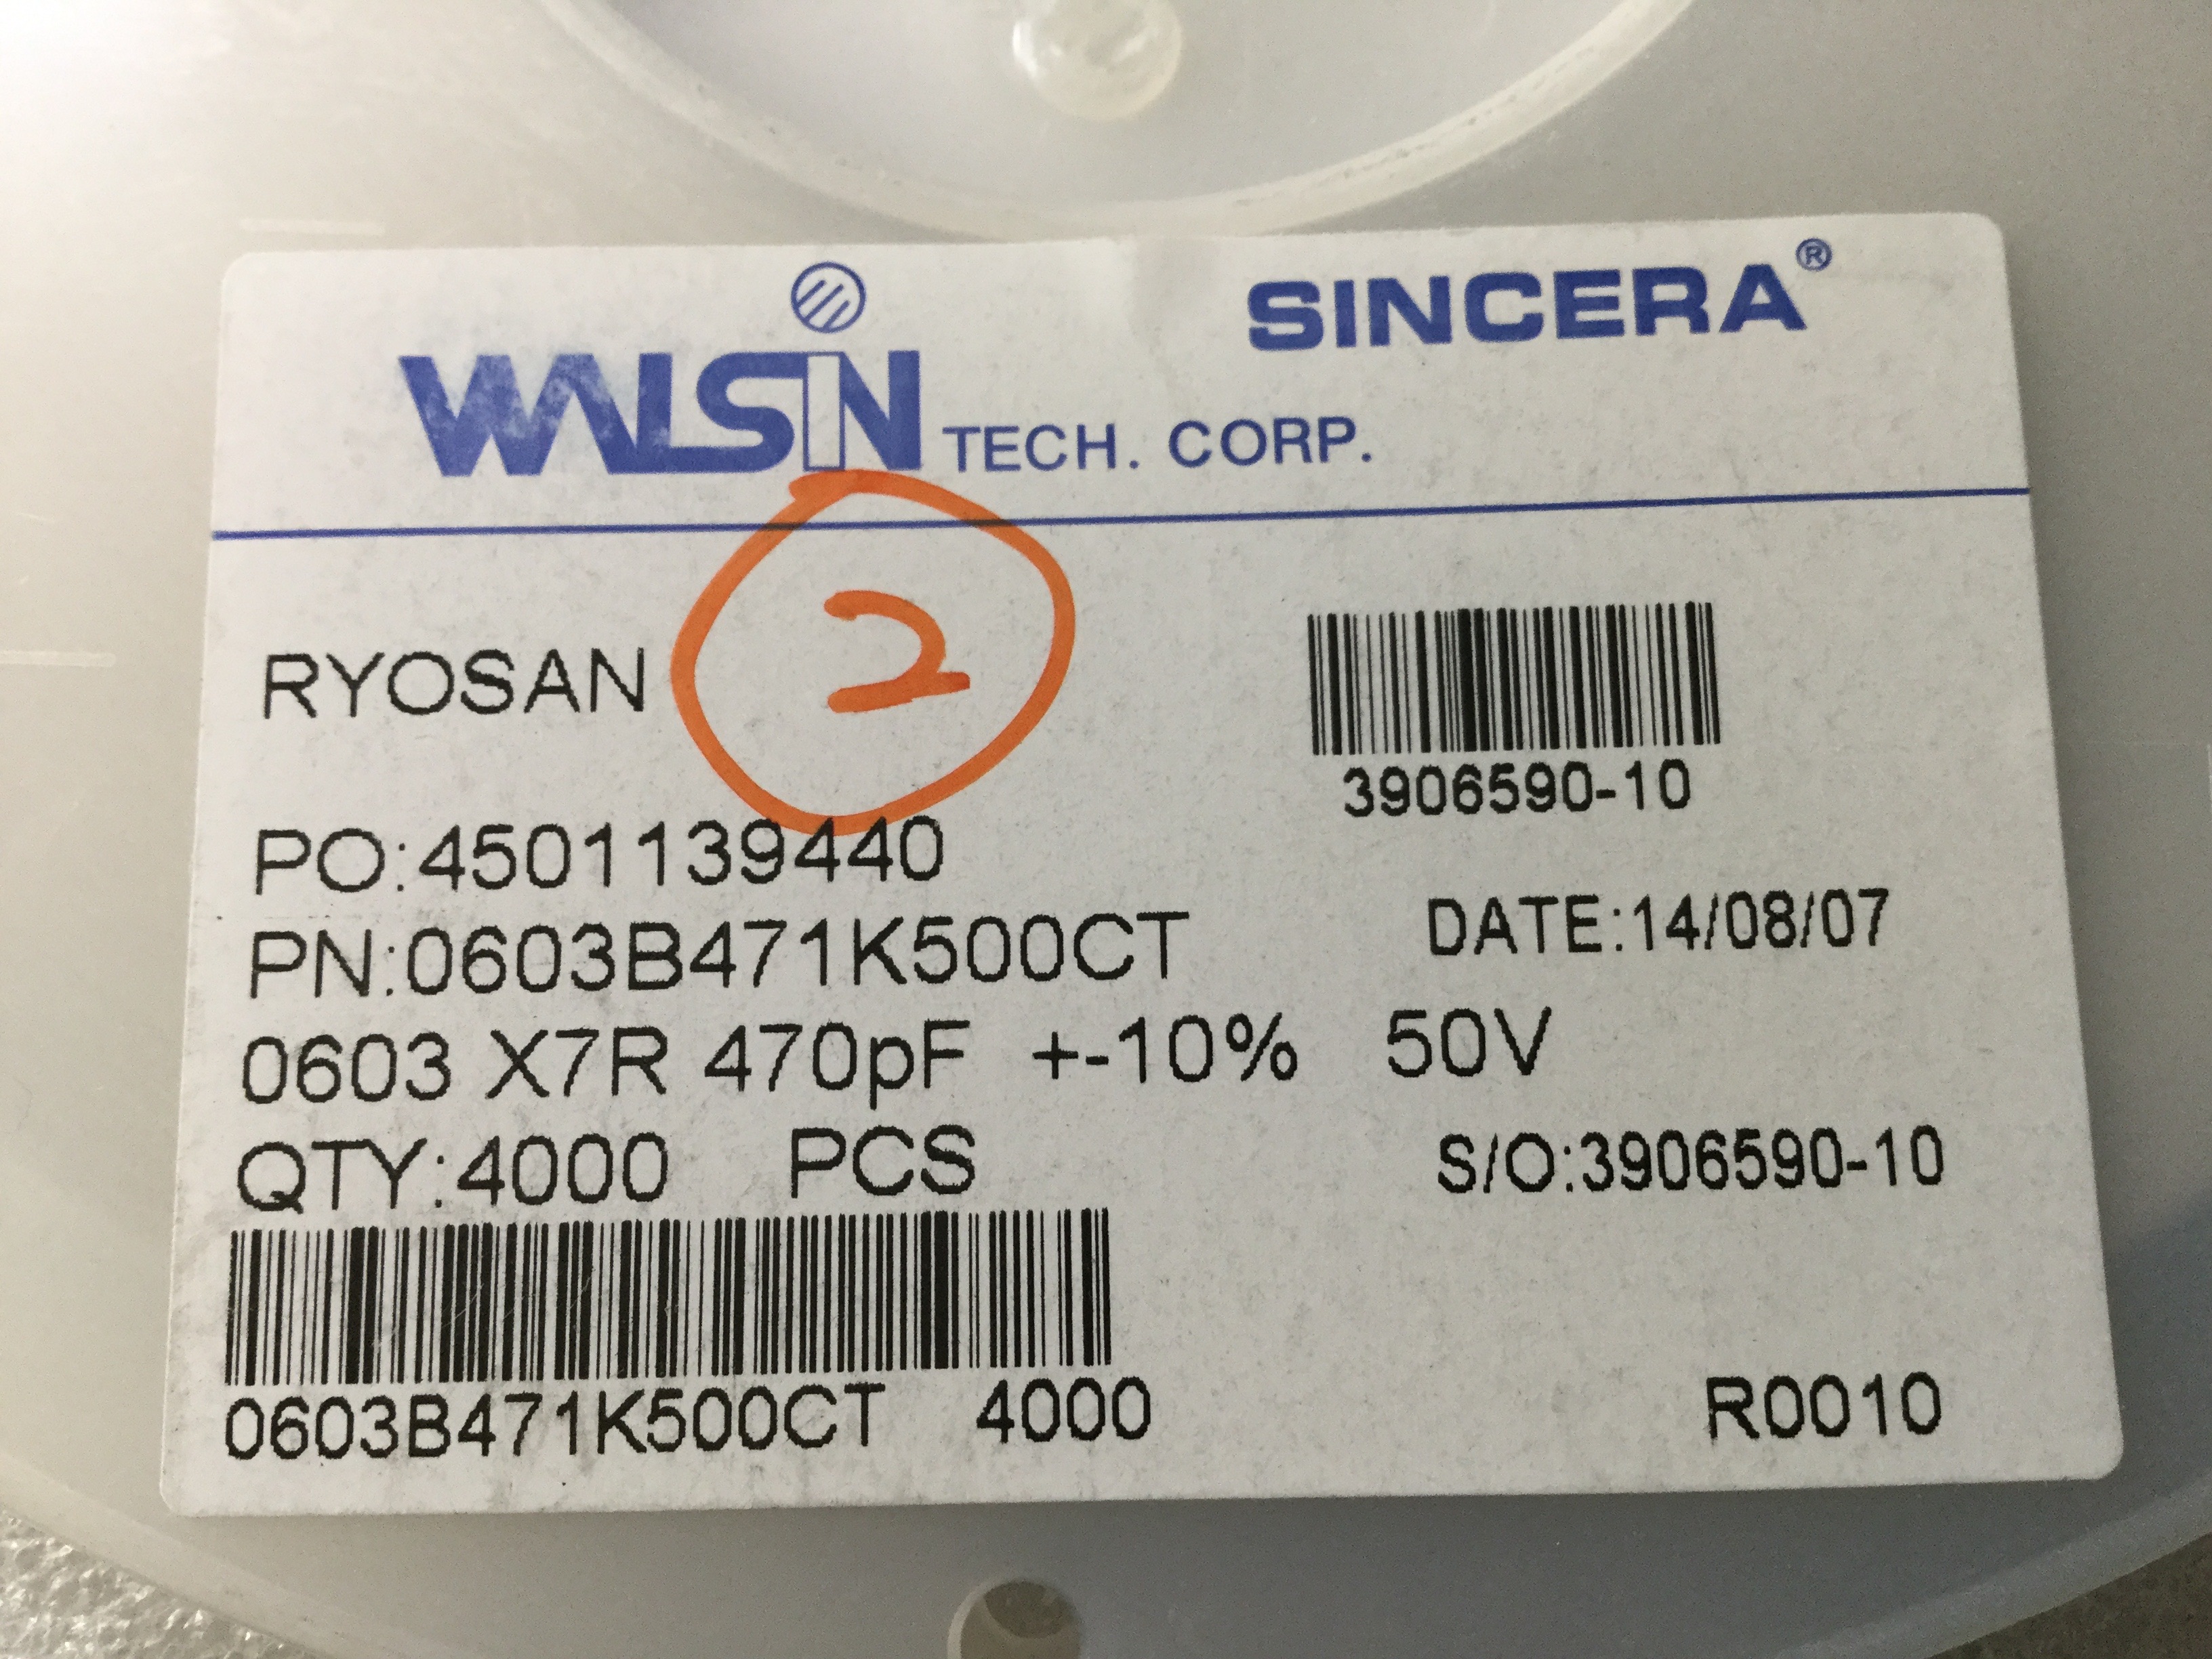 WALSIN TECH. CORP.
SINCERA®
RYOSAN
2
3906590-10
PO:4501139440
DATE:14/08/07
PN:0603B471K500CT
0603 X7R 470pF +-10% 50V
QTY:4000 PCS
S/O:3906590-10
0603B471K500CT 4000
R0010